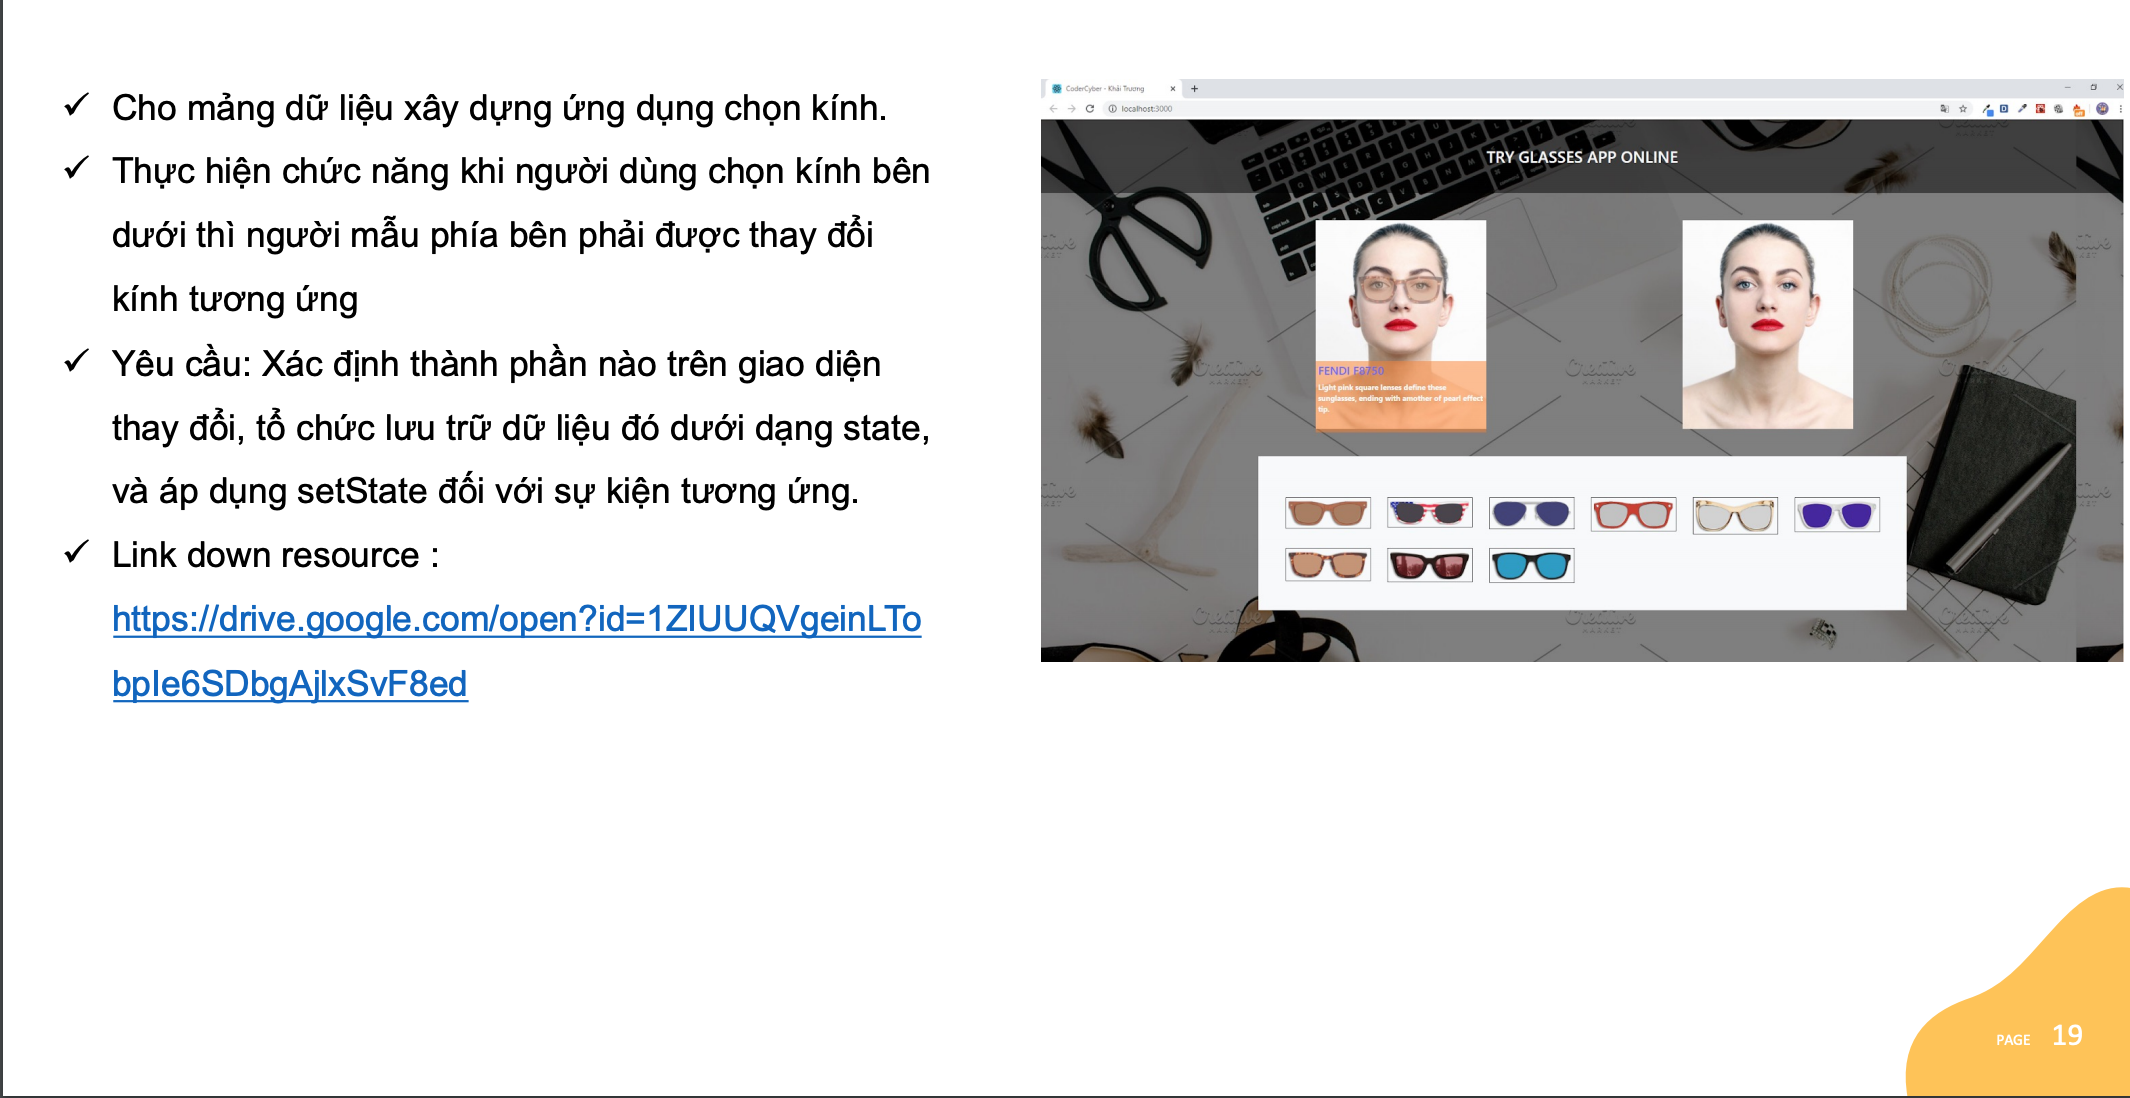 ✓ Cho mảng dữ liệu xây dựng ứng dụng chọn kính.
✓ Thực hiện chức năng khi người dùng chọn kính bên
dưới thì người mẫu phía bên phải được thay đổi
kính tương ứng
✓ Yêu cầu: Xác định thành phần nào trên giao diện
thay đổi, tổ chức lưu trữ dữ liệu đó dưới dạng state,
và áp dụng setState đối với sự kiện tương ứng.
✓ Link down resource :
https://drive.google.com/open?id=1ZlUUQVgeinLTo
bpIe6SDbgAjlxSvF8ed
CoderCyber - Khải Trương
localhost:3000
TRY GLASSES APP ONLINE
FENDI F8750
Light pink square lenses define these
sunglasses, ending with amother of pearl effect
tip.
Creative
MARKET
PAGE 19